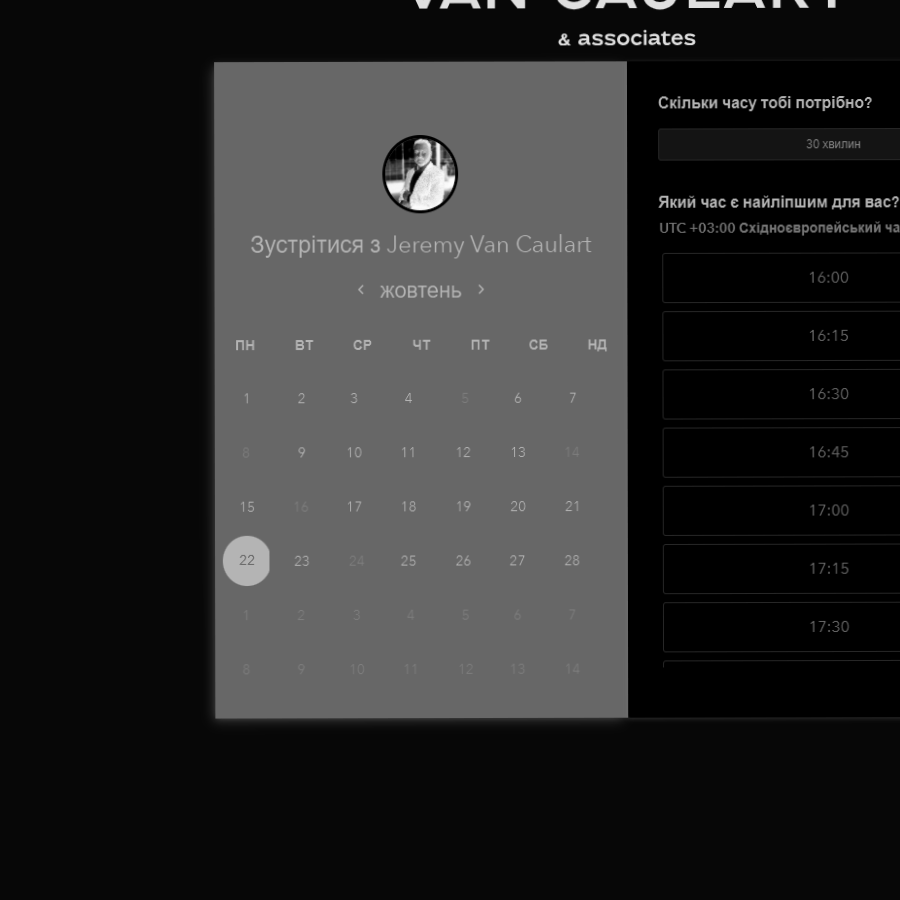 VAN CAULART
& associates
Зустрітися з Jeremy Van Caulart
жовтень
ПН ВТ СР ЧТ ПТ СБ НД
1 2 3 4 5 6 7
8 9 10 11 12 13 14
15 16 17 18 19 20 21
22 23 24 25 26 27 28
1 2 3 4 5 6 7
8 9 10 11 12 13 14
Скільки часу тобі потрібно?
30 хвилин
Який час є найліпшим для вас?
UTC +03:00 Східноєвропейський ча
16:00
16:15
16:30
16:45
17:00
17:15
17:30